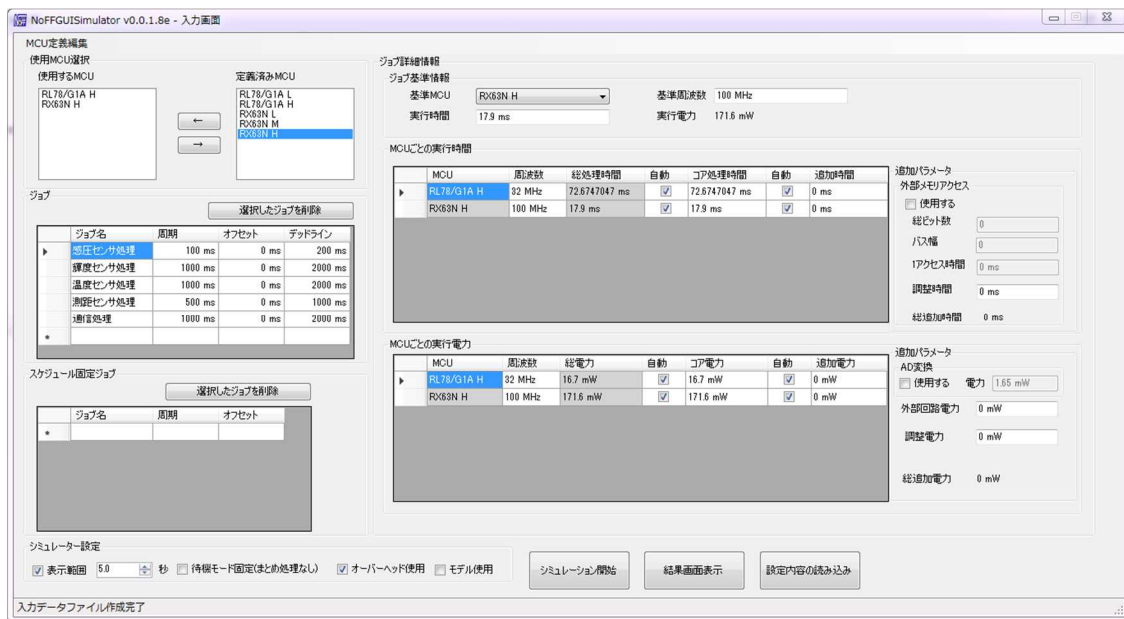 NoFFGUISimulator v0.0.1.8e - 入力画面
MCU定義編集
使用MCU選択
使用するMCU
定義済みMCU
RL78/G1A H
RX63N H
←
→
RL78/G1A L
RL78/G1A H
RX63N L
RX63N M
RX63N H
ジョブ
選択したジョブを削除
ジョブ名 周期 オフセット デッドライン
感圧センサ処理 100 ms 0 ms 200 ms
輝度センサ処理 1000 ms 0 ms 2000 ms
温度センサ処理 1000 ms 0 ms 2000 ms
測距センサ処理 500 ms 0 ms 1000 ms
通信処理 1000 ms 0 ms 2000 ms
*
スケジュール固定ジョブ
選択したジョブを削除
ジョブ名 周期 オフセット
*
ジョブ詳細情報
ジョブ基準情報
基準MCU RX63N H 基準周波数 100 MHz
実行時間 17.9 ms 実行電力 171.6 mW
MCUごとの実行時間
MCU 周波数 総処理時間 自動 コア処理時間 自動 追加時間
RL78/G1A H 32 MHz 72.6747047 ms 72.6747047 ms 0 ms
RX63N H 100 MHz 17.9 ms 17.9 ms 0 ms
追加パラメータ
外部メモリアクセス
使用する
総ビット数 0
バス幅 0
1アクセス時間 0 ms
調整時間 0 ms
総追加時間 0 ms
MCUごとの実行電力
MCU 周波数 総電力 自動 コア電力 自動 追加電力
RL78/G1A H 32 MHz 16.7 mW 16.7 mW 0 mW
RX63N H 100 MHz 171.6 mW 171.6 mW 0 mW
追加パラメータ
AD変換
使用する 電力 1.65 mW
外部回路電力 0 mW
調整電力 0 mW
総追加電力 0 mW
シミュレーター設定
表示範囲 5.0 秒 待機モード固定(まとめ処理なし) オーバーヘッド使用 モデル使用
シミュレーション開始
結果画面表示
設定内容の読み込み
入力データファイル作成完了